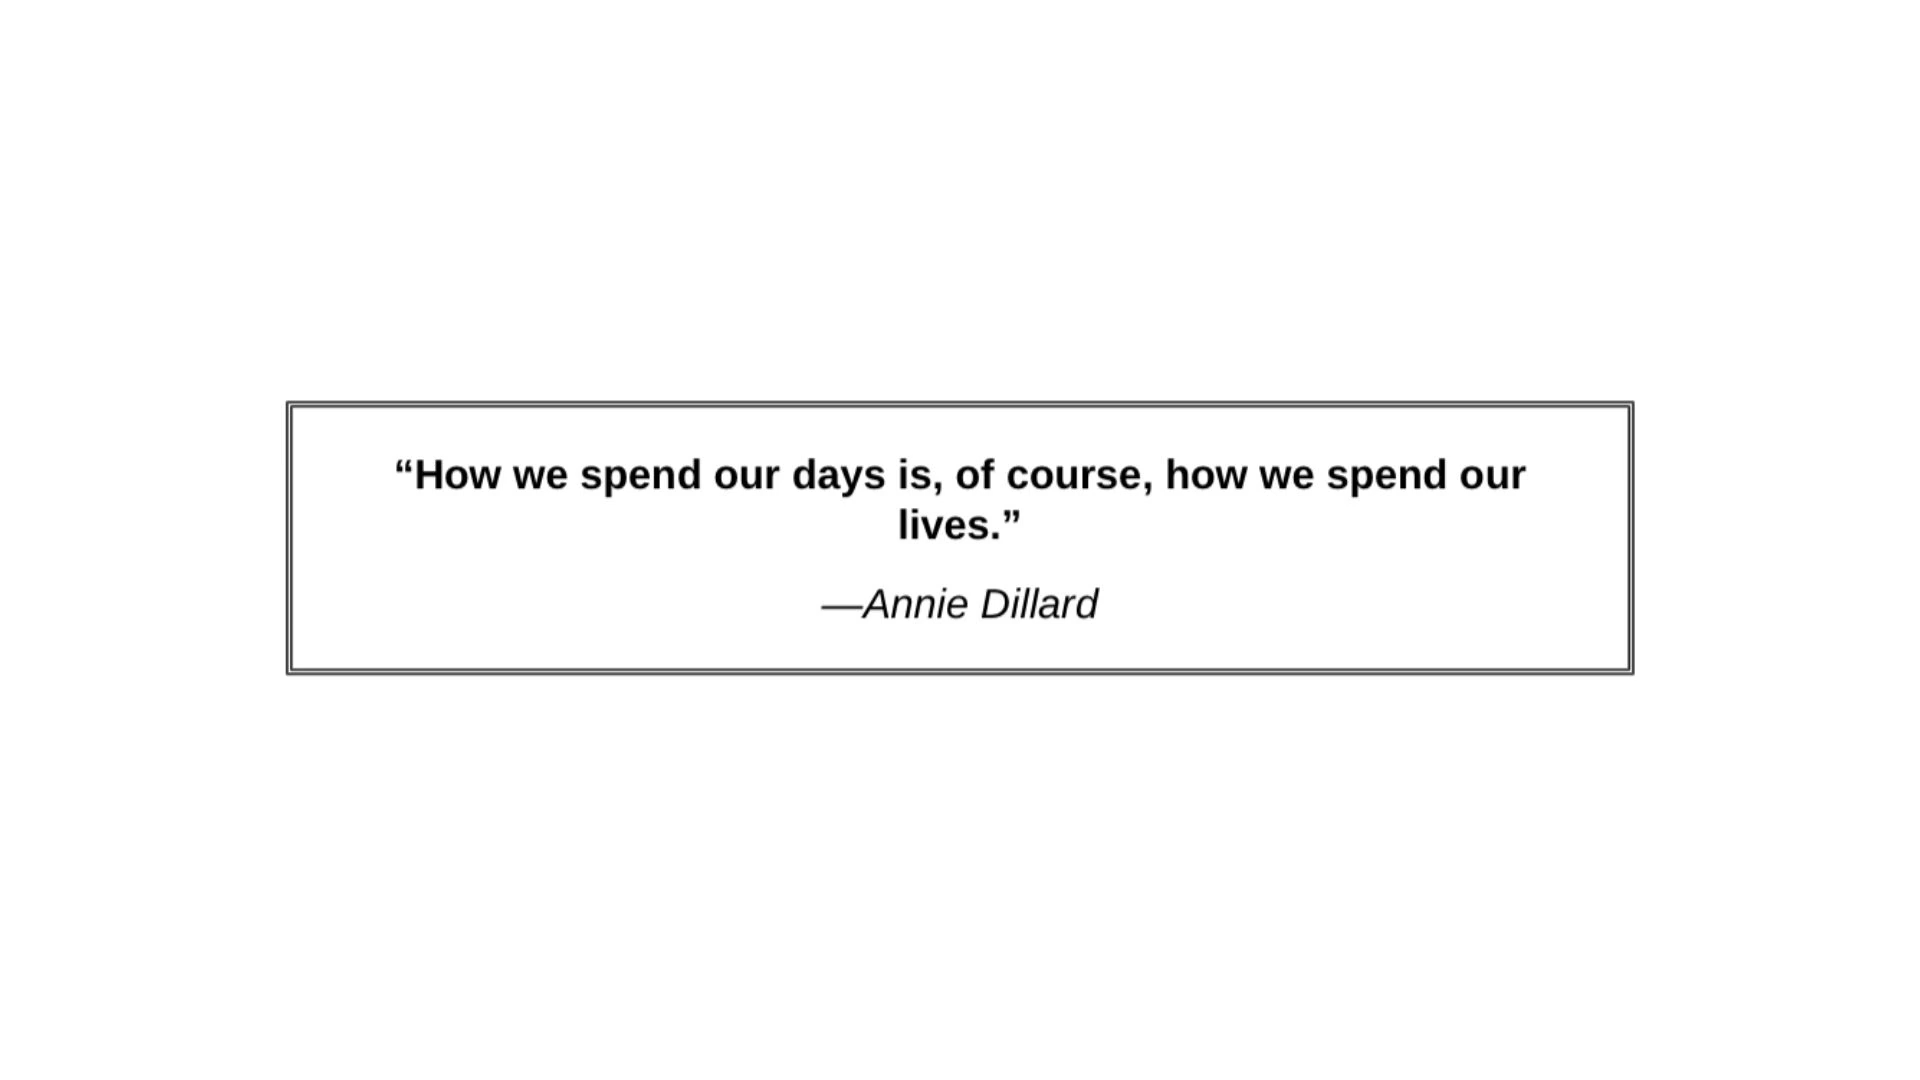 “How we spend our days is, of course, how we spend our
lives.”
—Annie Dillard